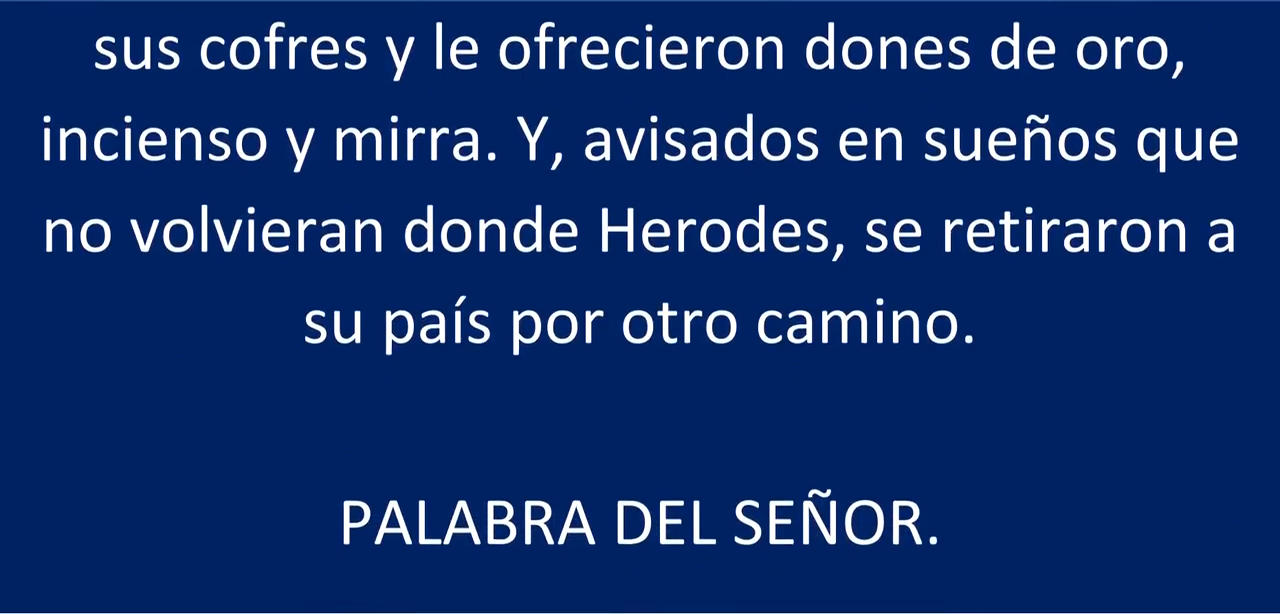 sus cofres y le ofrecieron dones de oro,
incienso y mirra. Y, avisados en sueños que
no volvieran donde Herodes, se retiraron a
su país por otro camino.
PALABRA DEL SEÑOR.